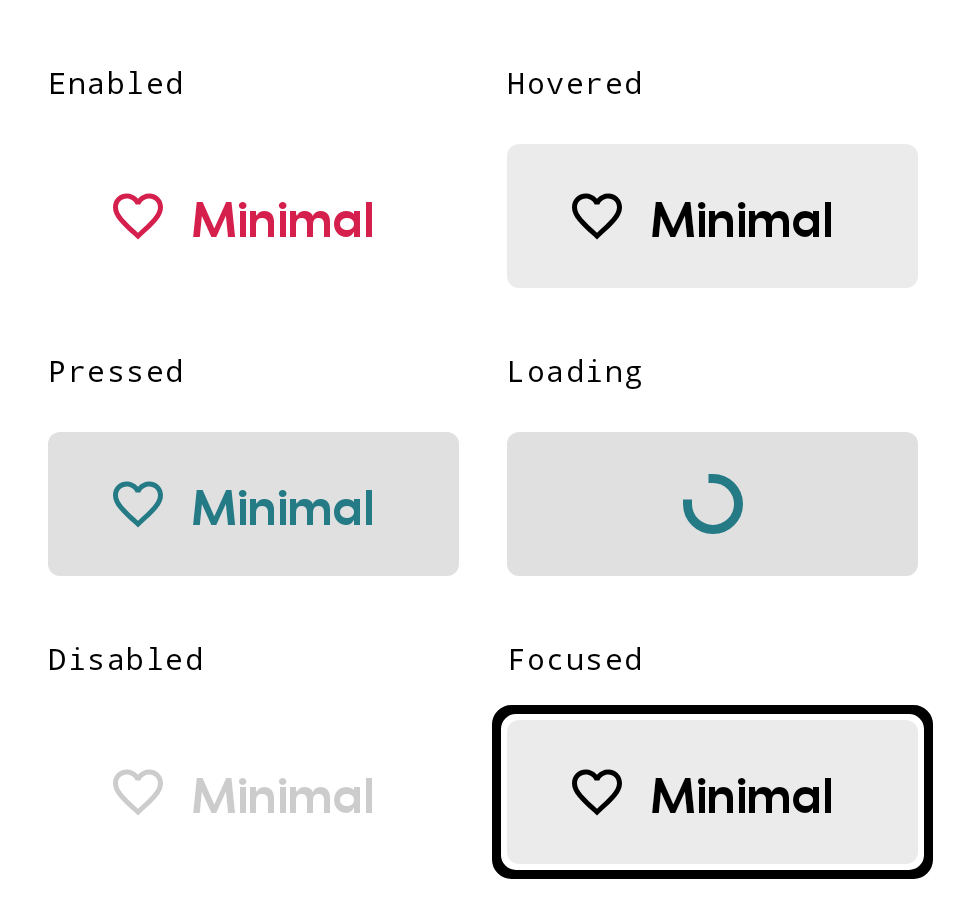 Enabled
Hovered
Minimal
Minimal
Pressed
Loading
Minimal
Disabled
Focused
Minimal
Minimal